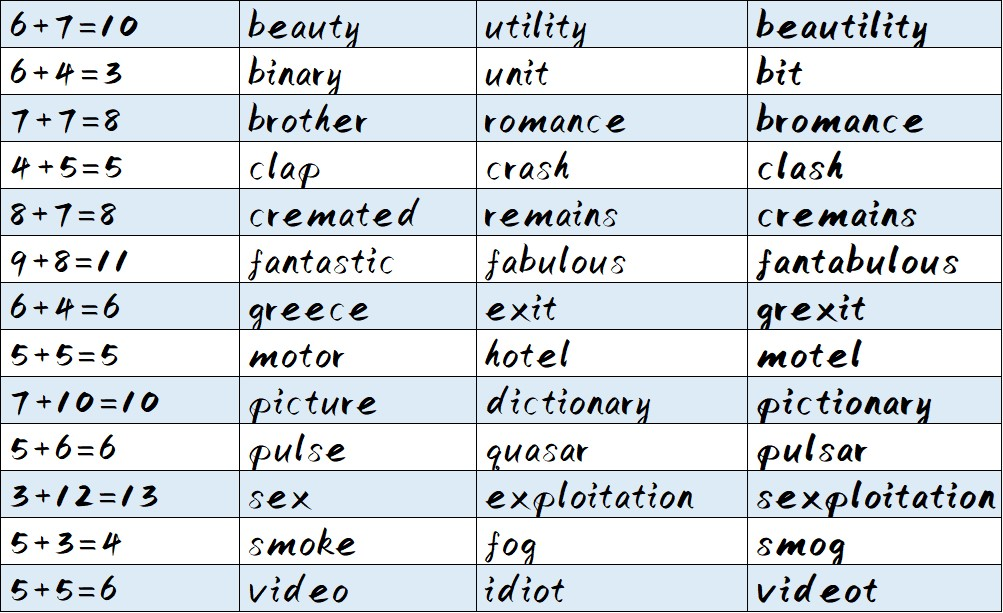 6+7=10 beauty utility beautility
6+4=3 binary unit bit
7+7=8 brother romance bromance
4+5=5 clap crash clash
8+7=8 cremated remains cremains
9+8=11 fantastic fabulous fantabulous
6+4=6 greece exit grexit
5+5=5 motor hotel motel
7+10=10 picture dictionary pictionary
5+6=6 pulse quasar pulsar
3+12=13 sex exploitation sexploitation
5+3=4 smoke fog smog
5+5=6 video idiot videot